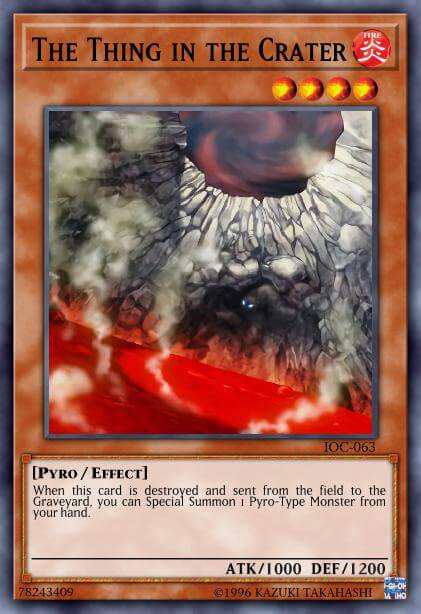 The Thing in the Crater
FIRE
炎
IOC-063
[Pyro / Effect]
When this card is destroyed and sent from the field to the
Graveyard, you can Special Summon 1 Pyro-Type Monster from
your hand.
ATK/1000 DEF/1200
78243409
©1996 KAZUKI TAKAHASHI